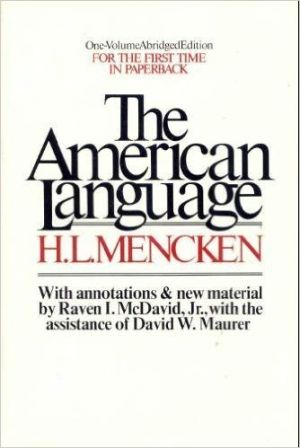 One-Volume Abridged Edition
FOR THE FIRST TIME
IN PAPERBACK
The
American
Language
H.L. MENCKEN
With annotations & new material
by Raven I. McDavid, Jr., with the
assistance of David W. Maurer